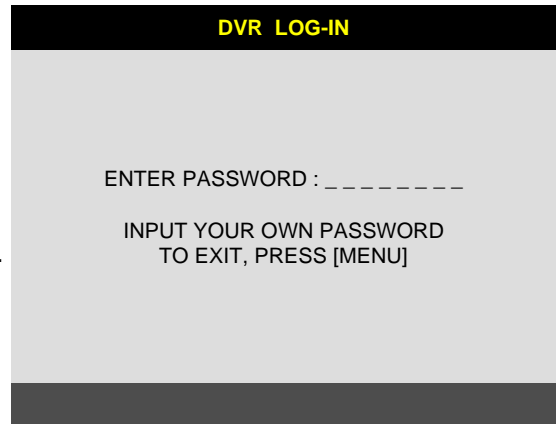 DVR LOG-IN
ENTER PASSWORD : _ _ _ _ _ _ _ _
INPUT YOUR OWN PASSWORD
TO EXIT, PRESS [MENU]